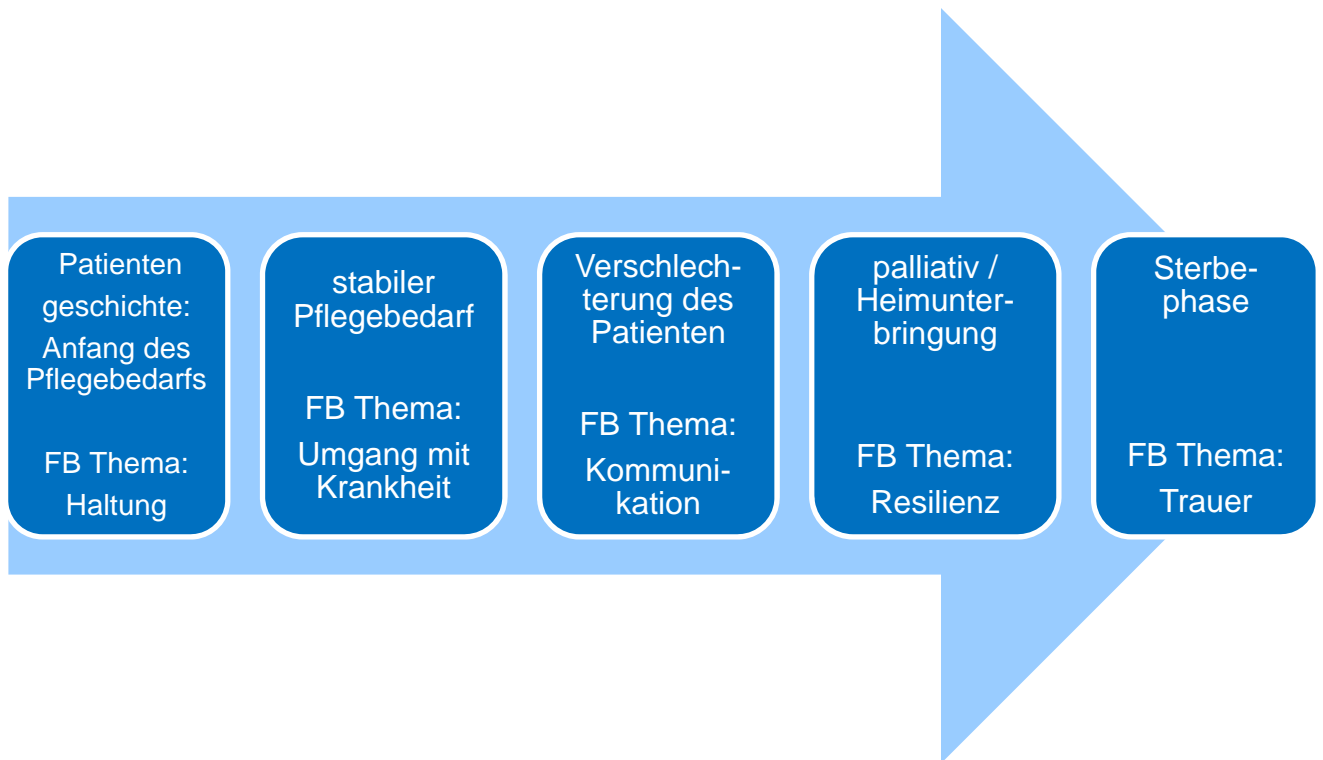 Patienten
geschichte:
Anfang des
Pflegebedarfs
FB Thema:
Haltung
stabiler
Pflegebedarf
FB Thema:
Umgang mit
Krankheit
Verschlech-
terung des
Patienten
FB Thema:
Kommuni-
kation
palliativ /
Heimunter-
bringung
FB Thema:
Resilienz
Sterbe-
phase
FB Thema:
Trauer